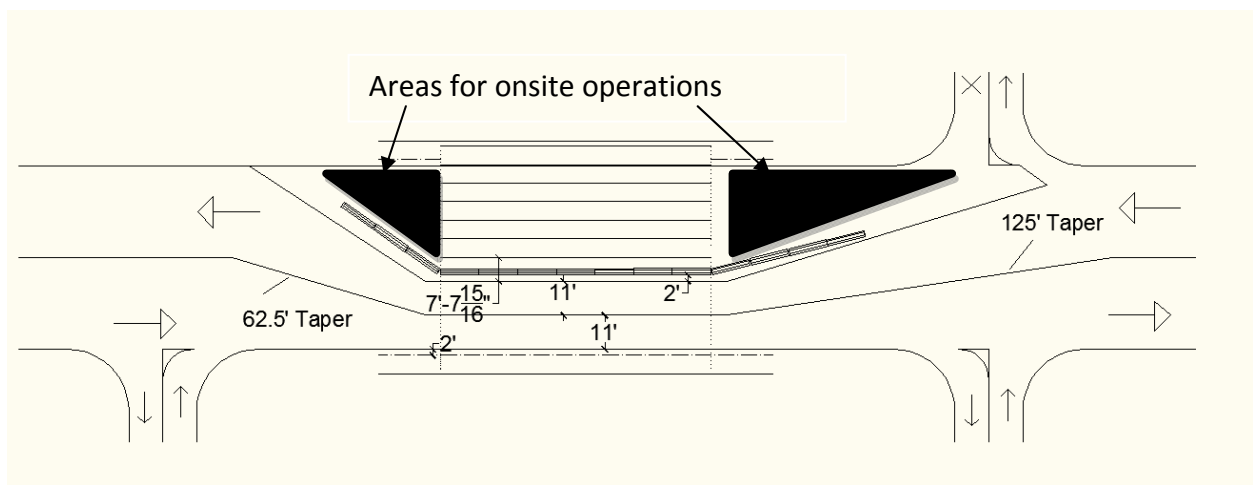 Areas for onsite operations
125' Taper
7'-7 15/16"
11'
2'
62.5' Taper
11'
2'